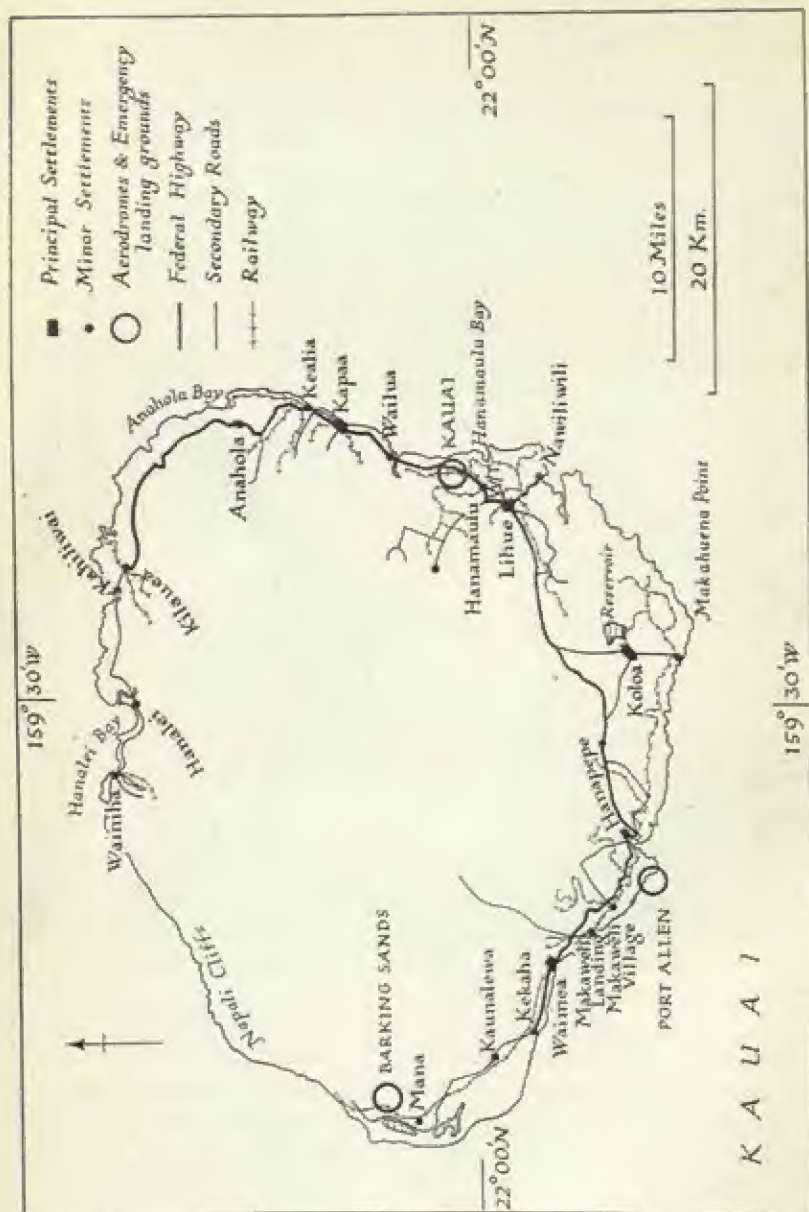 159° 30'W
■ Principal Settlements
• Minor Settlements
Aerodromes & Emergency
landing grounds
Federal Highway
Secondary Roads
Railway
Hanalei Bay
Wainiha
Hanalei
Kahiliwai
Kilauea
Anahola Bay
Anahola
Kealia
Kapaa
Wailua
KAUAI
Hanamaulu Bay
Hanamaulu
Lihue
Nawiliwili
Napali Cliffs
BARKING SANDS
Mana
Kaunalewa
Kekaha
Waimea
Makaweli
Landing
Makaweli
Village
PORT ALLEN
Hanapepe
Koloa
Reservoir
Makahuena Point
22°00'N
22°00'N
10 Miles
20 Km.
KAUAI
159° 30'W